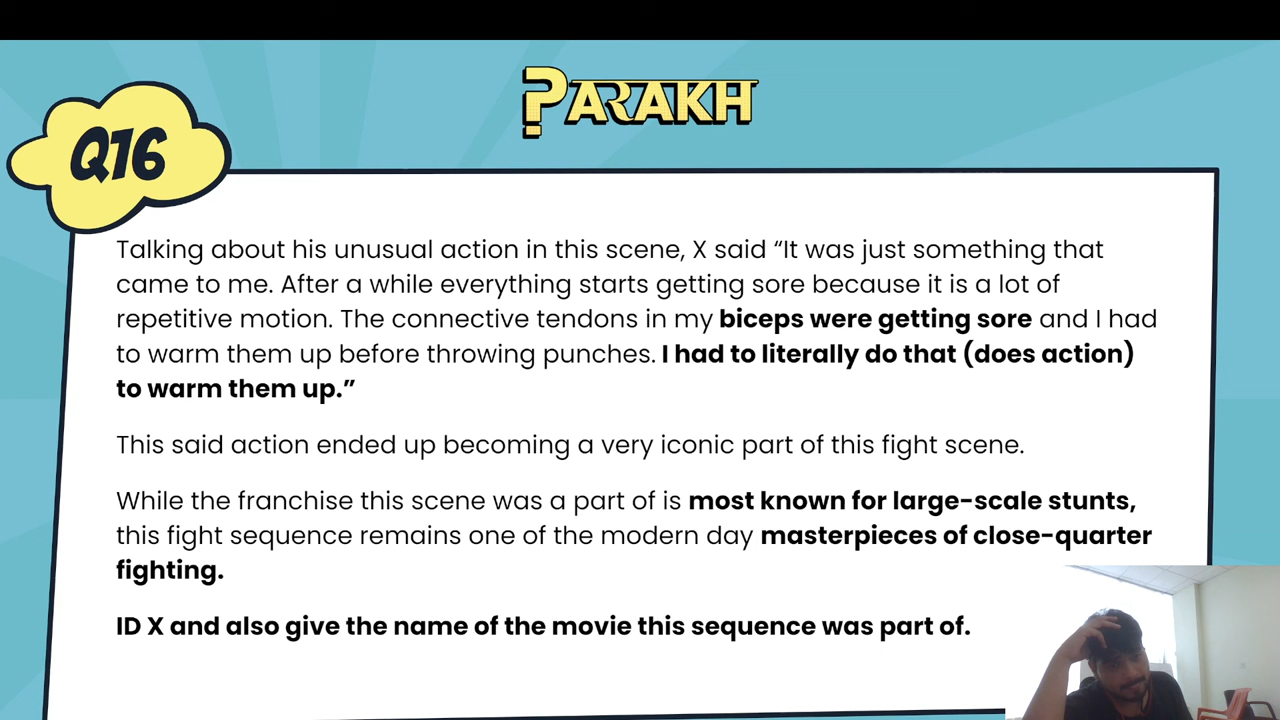 ?ARAKH
Q16
Talking about his unusual action in this scene, X said “It was just something that
came to me. After a while everything starts getting sore because it is a lot of
repetitive motion. The connective tendons in my biceps were getting sore and I had
to warm them up before throwing punches. I had to literally do that (does action)
to warm them up.”
This said action ended up becoming a very iconic part of this fight scene.
While the franchise this scene was a part of is most known for large-scale stunts,
this fight sequence remains one of the modern day masterpieces of close-quarter
fighting.
ID X and also give the name of the movie this sequence was part of.